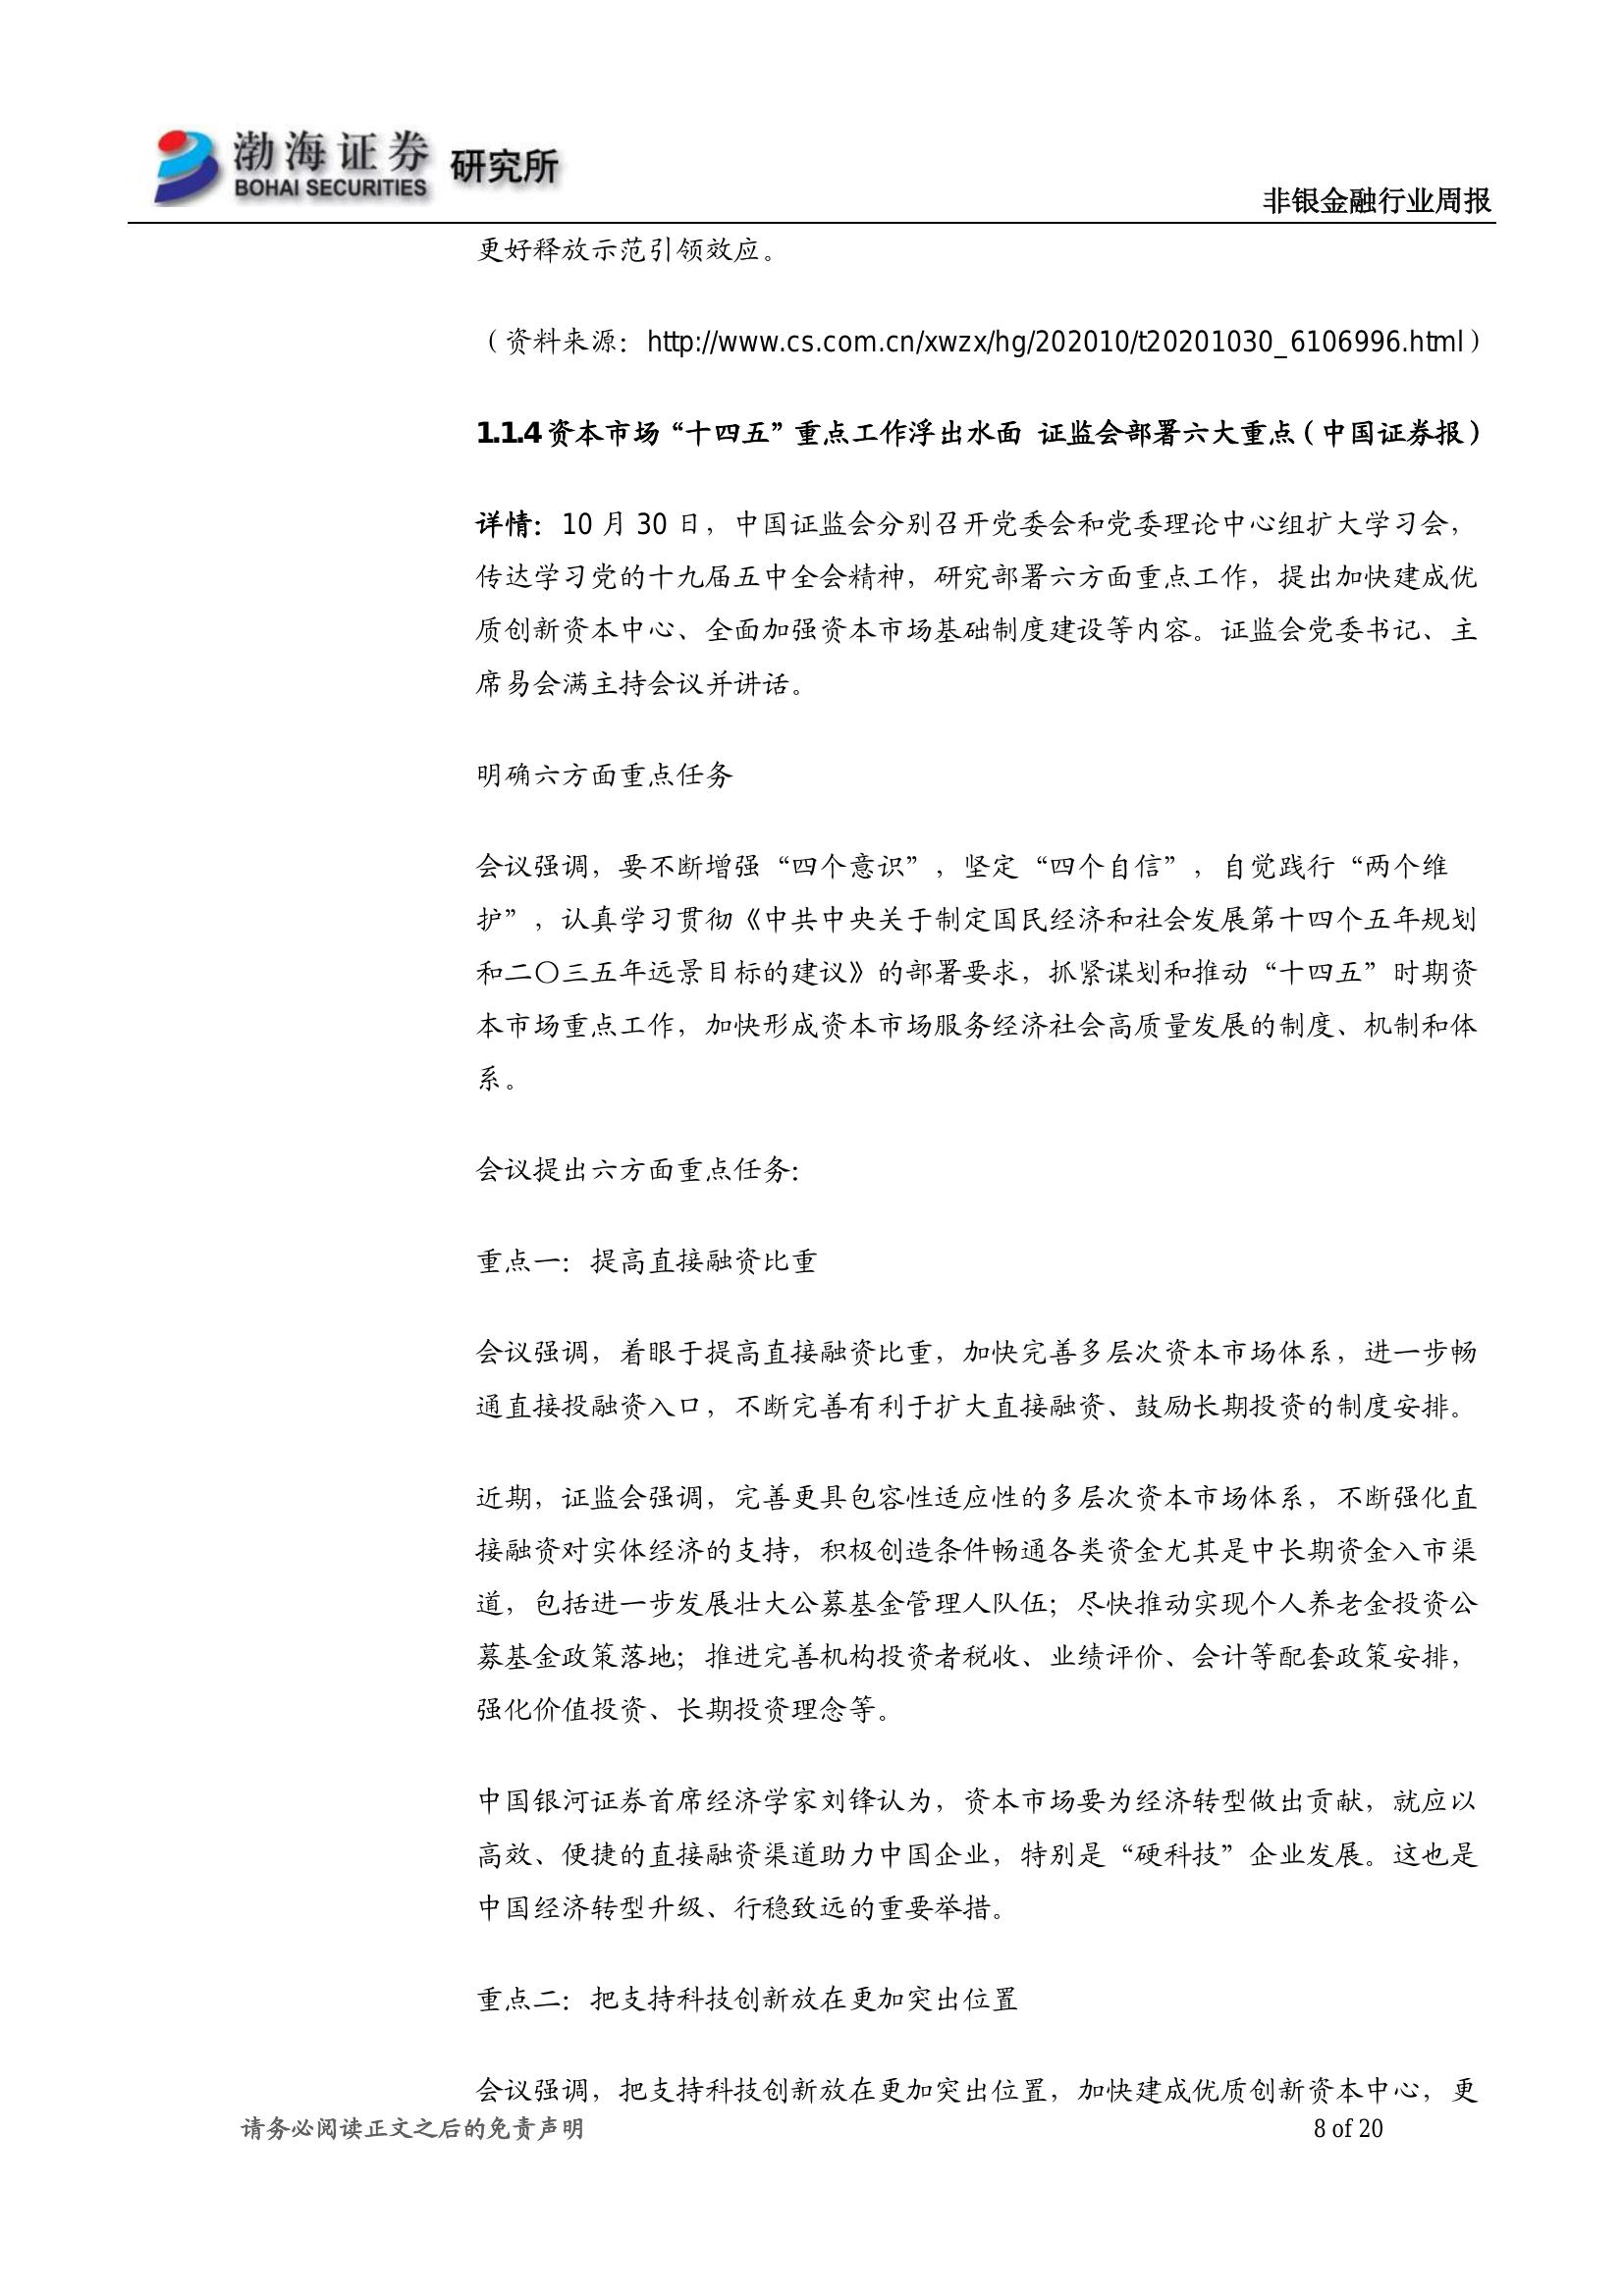 渤海证券 研究所
BOHAI SECURITIES
非银金融行业周报
更好释放示范引领效应。
（资料来源：http://www.cs.com.cn/xwzx/hg/202010/t20201030_6106996.html）
1.1.4 资本市场“十四五”重点工作浮出水面 证监会部署六大重点（中国证券报）
详情：10 月 30 日，中国证监会分别召开党委会和党委理论中心组扩大学习会，
传达学习党的十九届五中全会精神，研究部署六方面重点工作，提出加快建成优
质创新资本中心、全面加强资本市场基础制度建设等内容。证监会党委书记、主
席易会满主持会议并讲话。
明确六方面重点任务
会议强调，要不断增强“四个意识”，坚定“四个自信”，自觉践行“两个维
护”，认真学习贯彻《中共中央关于制定国民经济和社会发展第十四个五年规划
和二〇三五年远景目标的建议》的部署要求，抓紧谋划和推动“十四五”时期资
本市场重点工作，加快形成资本市场服务经济社会高质量发展的制度、机制和体
系。
会议提出六方面重点任务：
重点一：提高直接融资比重
会议强调，着眼于提高直接融资比重，加快完善多层次资本市场体系，进一步畅
通直接投融资入口，不断完善有利于扩大直接融资、鼓励长期投资的制度安排。
近期，证监会强调，完善更具包容性适应性的多层次资本市场体系，不断强化直
接融资对实体经济的支持，积极创造条件畅通各类资金尤其是中长期资金入市渠
道，包括进一步发展壮大公募基金管理人队伍；尽快推动实现个人养老金投资公
募基金政策落地；推进完善机构投资者税收、业绩评价、会计等配套政策安排，
强化价值投资、长期投资理念等。
中国银河证券首席经济学家刘锋认为，资本市场要为经济转型做出贡献，就应以
高效、便捷的直接融资渠道助力中国企业，特别是“硬科技”企业发展。这也是
中国经济转型升级、行稳致远的重要举措。
重点二：把支持科技创新放在更加突出位置
会议强调，把支持科技创新放在更加突出位置，加快建成优质创新资本中心，更
请务必阅读正文之后的免责声明
8 of 20